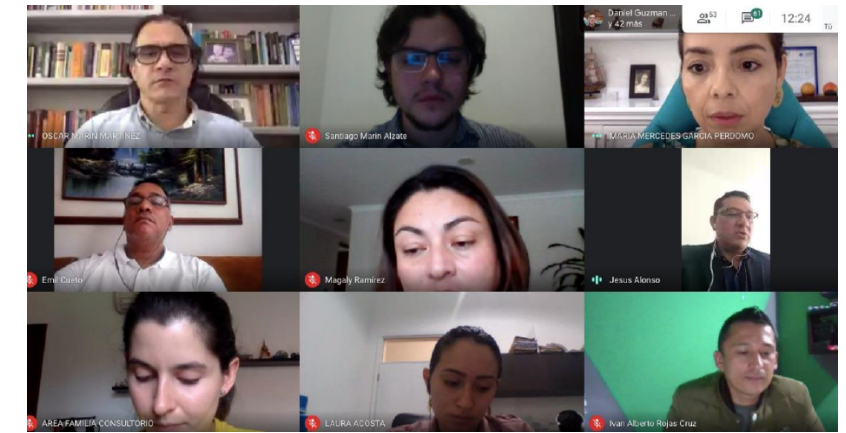 Daniel Guzman ...
y 42 más
53
61
12:24
Tú
OSCAR MARIN MARTINEZ
Santiago Marin Alzate
MARIA MERCEDES GARCIA PERDOMO
Emil Cueto
Magaly Ramirez
Jesus Alonso
AREA FAMILIA CONSULTORIO
LAURA ACOSTA
Ivan Alberto Rojas Cruz